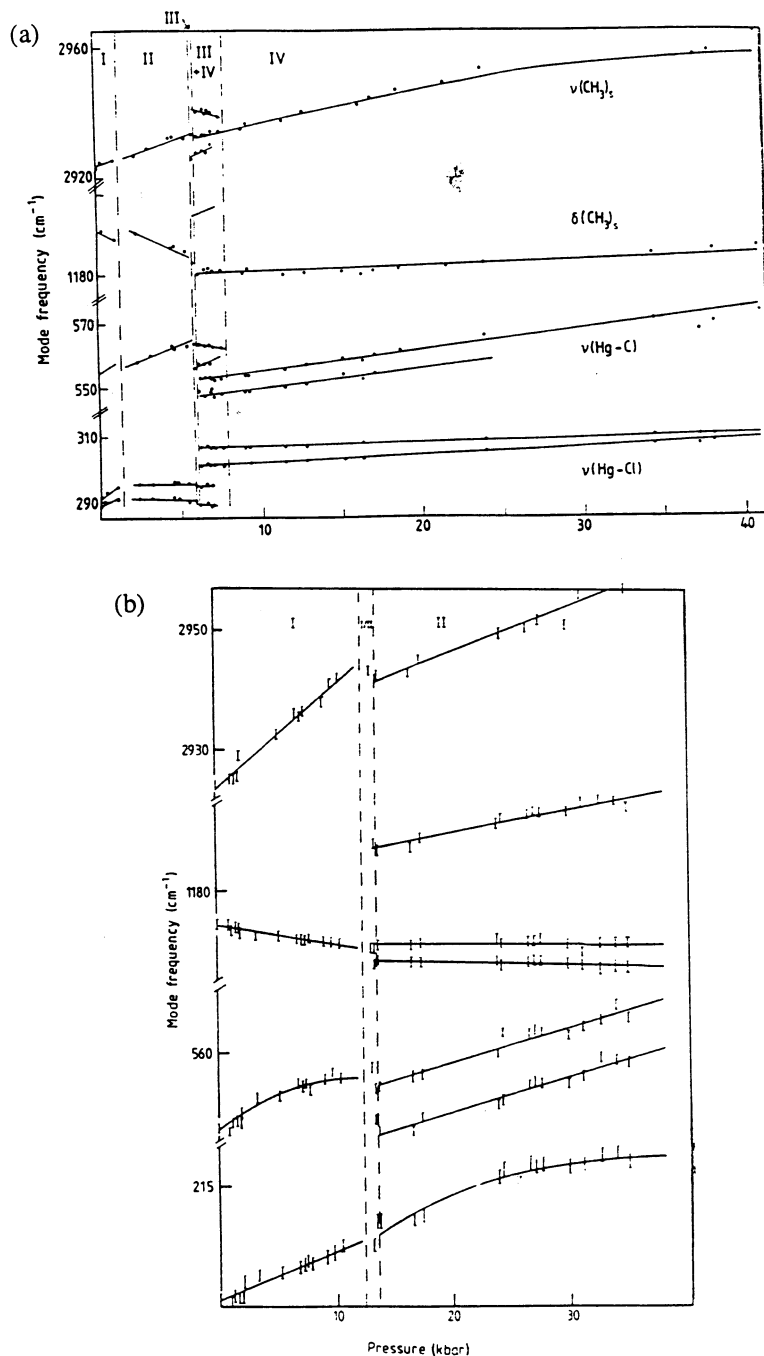 (a)
III
2960
I
II
III
+IV
IV
ν(CH₃)ₛ
2920
δ(CH₃)ₛ
1180
Mode frequency (cm⁻¹)
570
ν(Hg-C)
550
310
ν(Hg-Cl)
290
10
20
30
40
(b)
I
II
2950
2930
1180
Mode frequency (cm⁻¹)
560
215
10
20
30
Pressure (kbar)